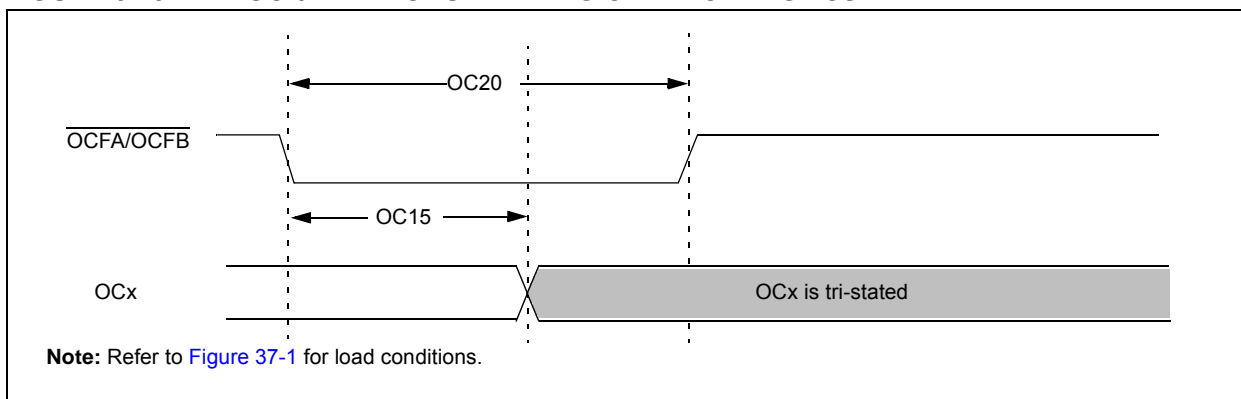 OC20
OCFA/OCFB
OC15
OCx
OCx is tri-stated
Note: Refer to Figure 37-1 for load conditions.